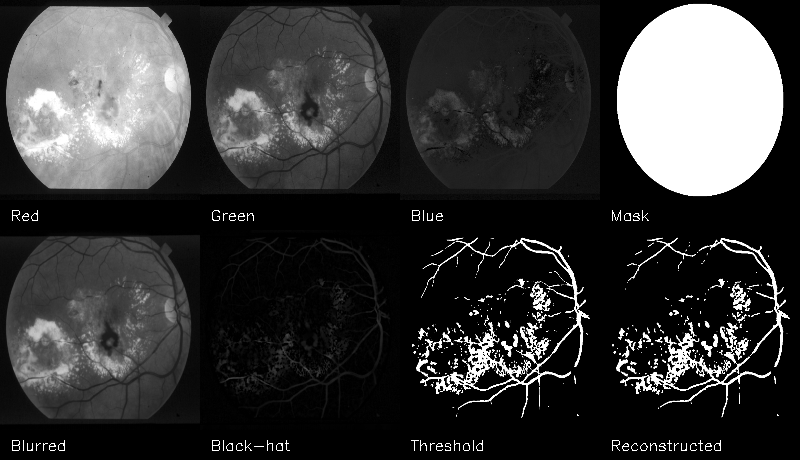 Red
Green
Blue
Mask
Blurred
Black-hat
Threshold
Reconstructed